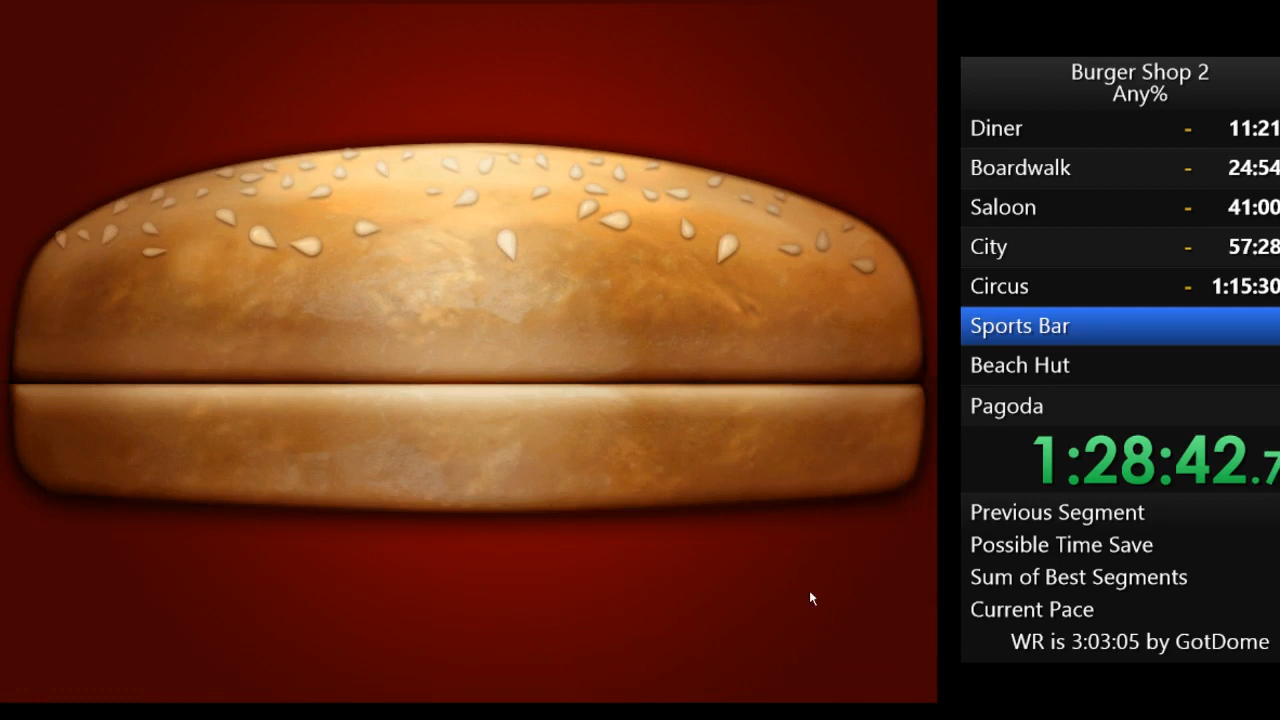 Burger Shop 2
Any%
Diner - 11:21
Boardwalk - 24:54
Saloon - 41:00
City - 57:28
Circus - 1:15:30
Sports Bar
Beach Hut
Pagoda
1:28:42.7
Previous Segment
Possible Time Save
Sum of Best Segments
Current Pace
WR is 3:03:05 by GotDome